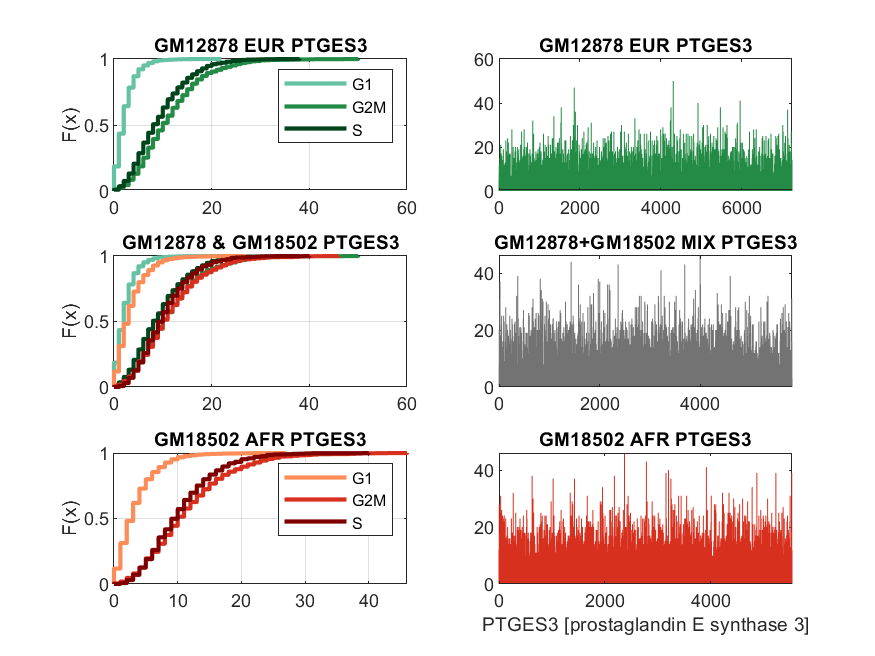 GM12878 EUR PTGES3
1
0.5
0
F(x)
0
20
40
60
G1
G2M
S
GM12878 EUR PTGES3
60
40
20
0
0
2000
4000
6000
GM12878 & GM18502 PTGES3
1
0.5
0
F(x)
0
20
40
60
GM12878+GM18502 MIX PTGES3
40
20
0
0
2000
4000
GM18502 AFR PTGES3
1
0.5
0
F(x)
0
10
20
30
40
G1
G2M
S
GM18502 AFR PTGES3
40
20
0
0
2000
4000
PTGES3 [prostaglandin E synthase 3]